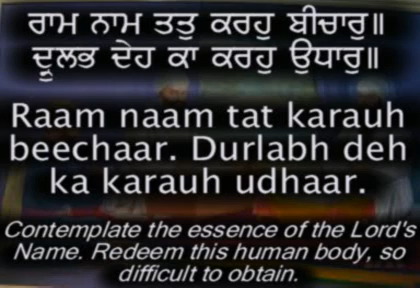 ਰਾਮ ਨਾਮ ਤਤੁ ਕਰਹੁ ਬੀਚਾਰੁ॥
ਦ੍ਰੁਲਭ ਦੇਹ ਕਾ ਕਰਹੁ ਉਧਾਰੁ॥
Raam naam tat karauh
beechaar. Durlabh deh
ka karauh udhaar.
Contemplate the essence of the Lord's
Name. Redeem this human body, so
difficult to obtain.